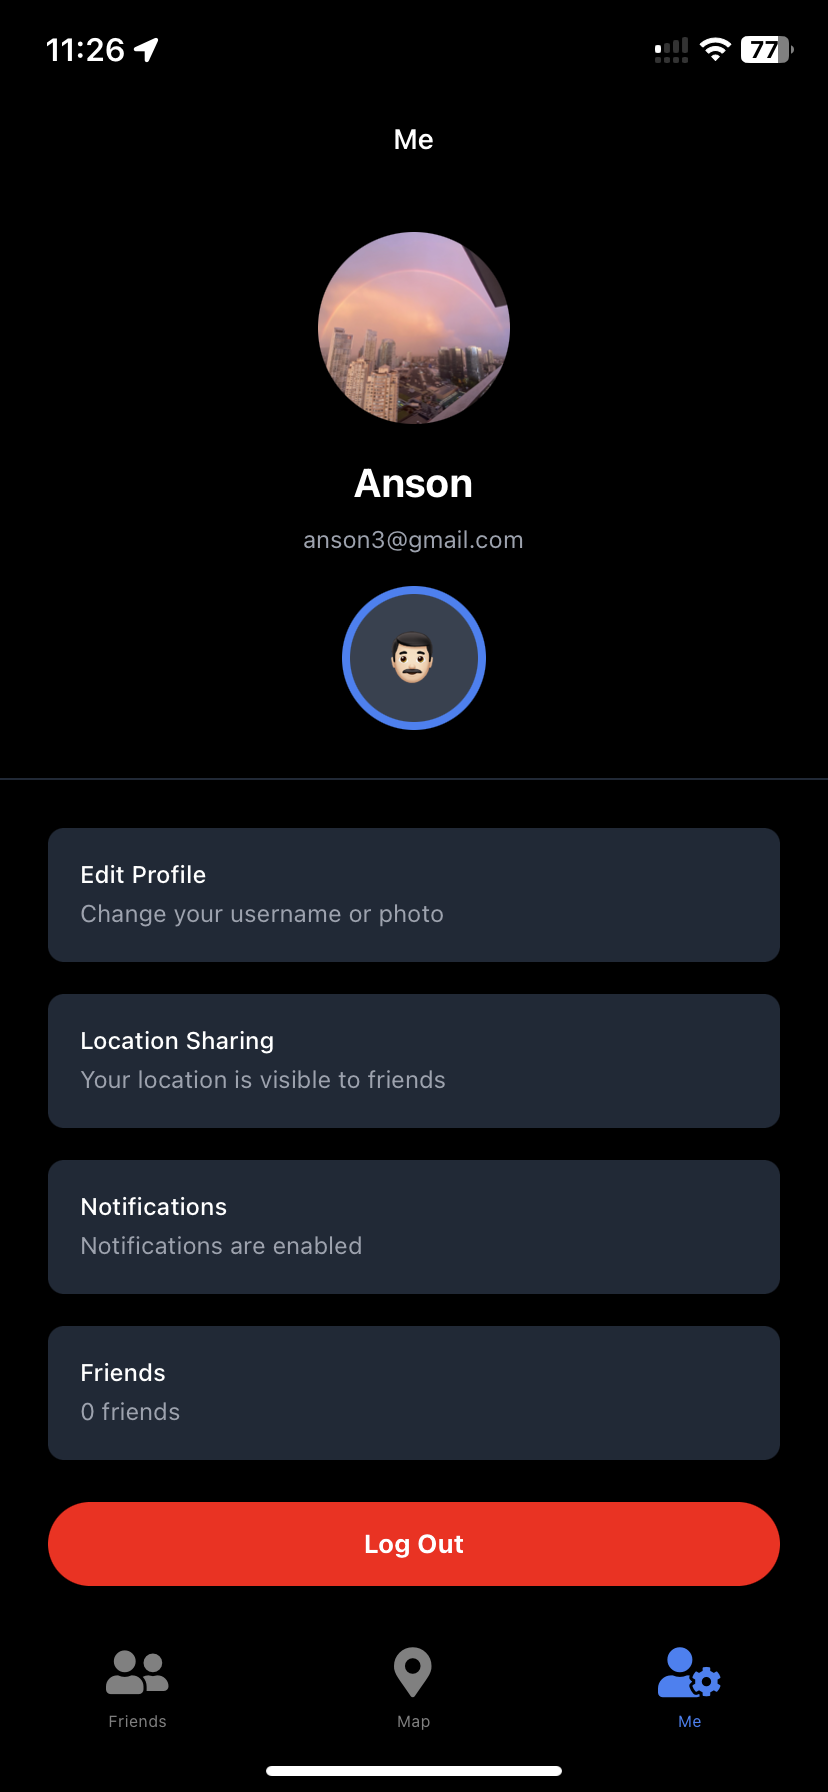 11:26
77
Me
Anson
anson3@gmail.com
Edit Profile
Change your username or photo
Location Sharing
Your location is visible to friends
Notifications
Notifications are enabled
Friends
0 friends
Log Out
Friends
Map
Me